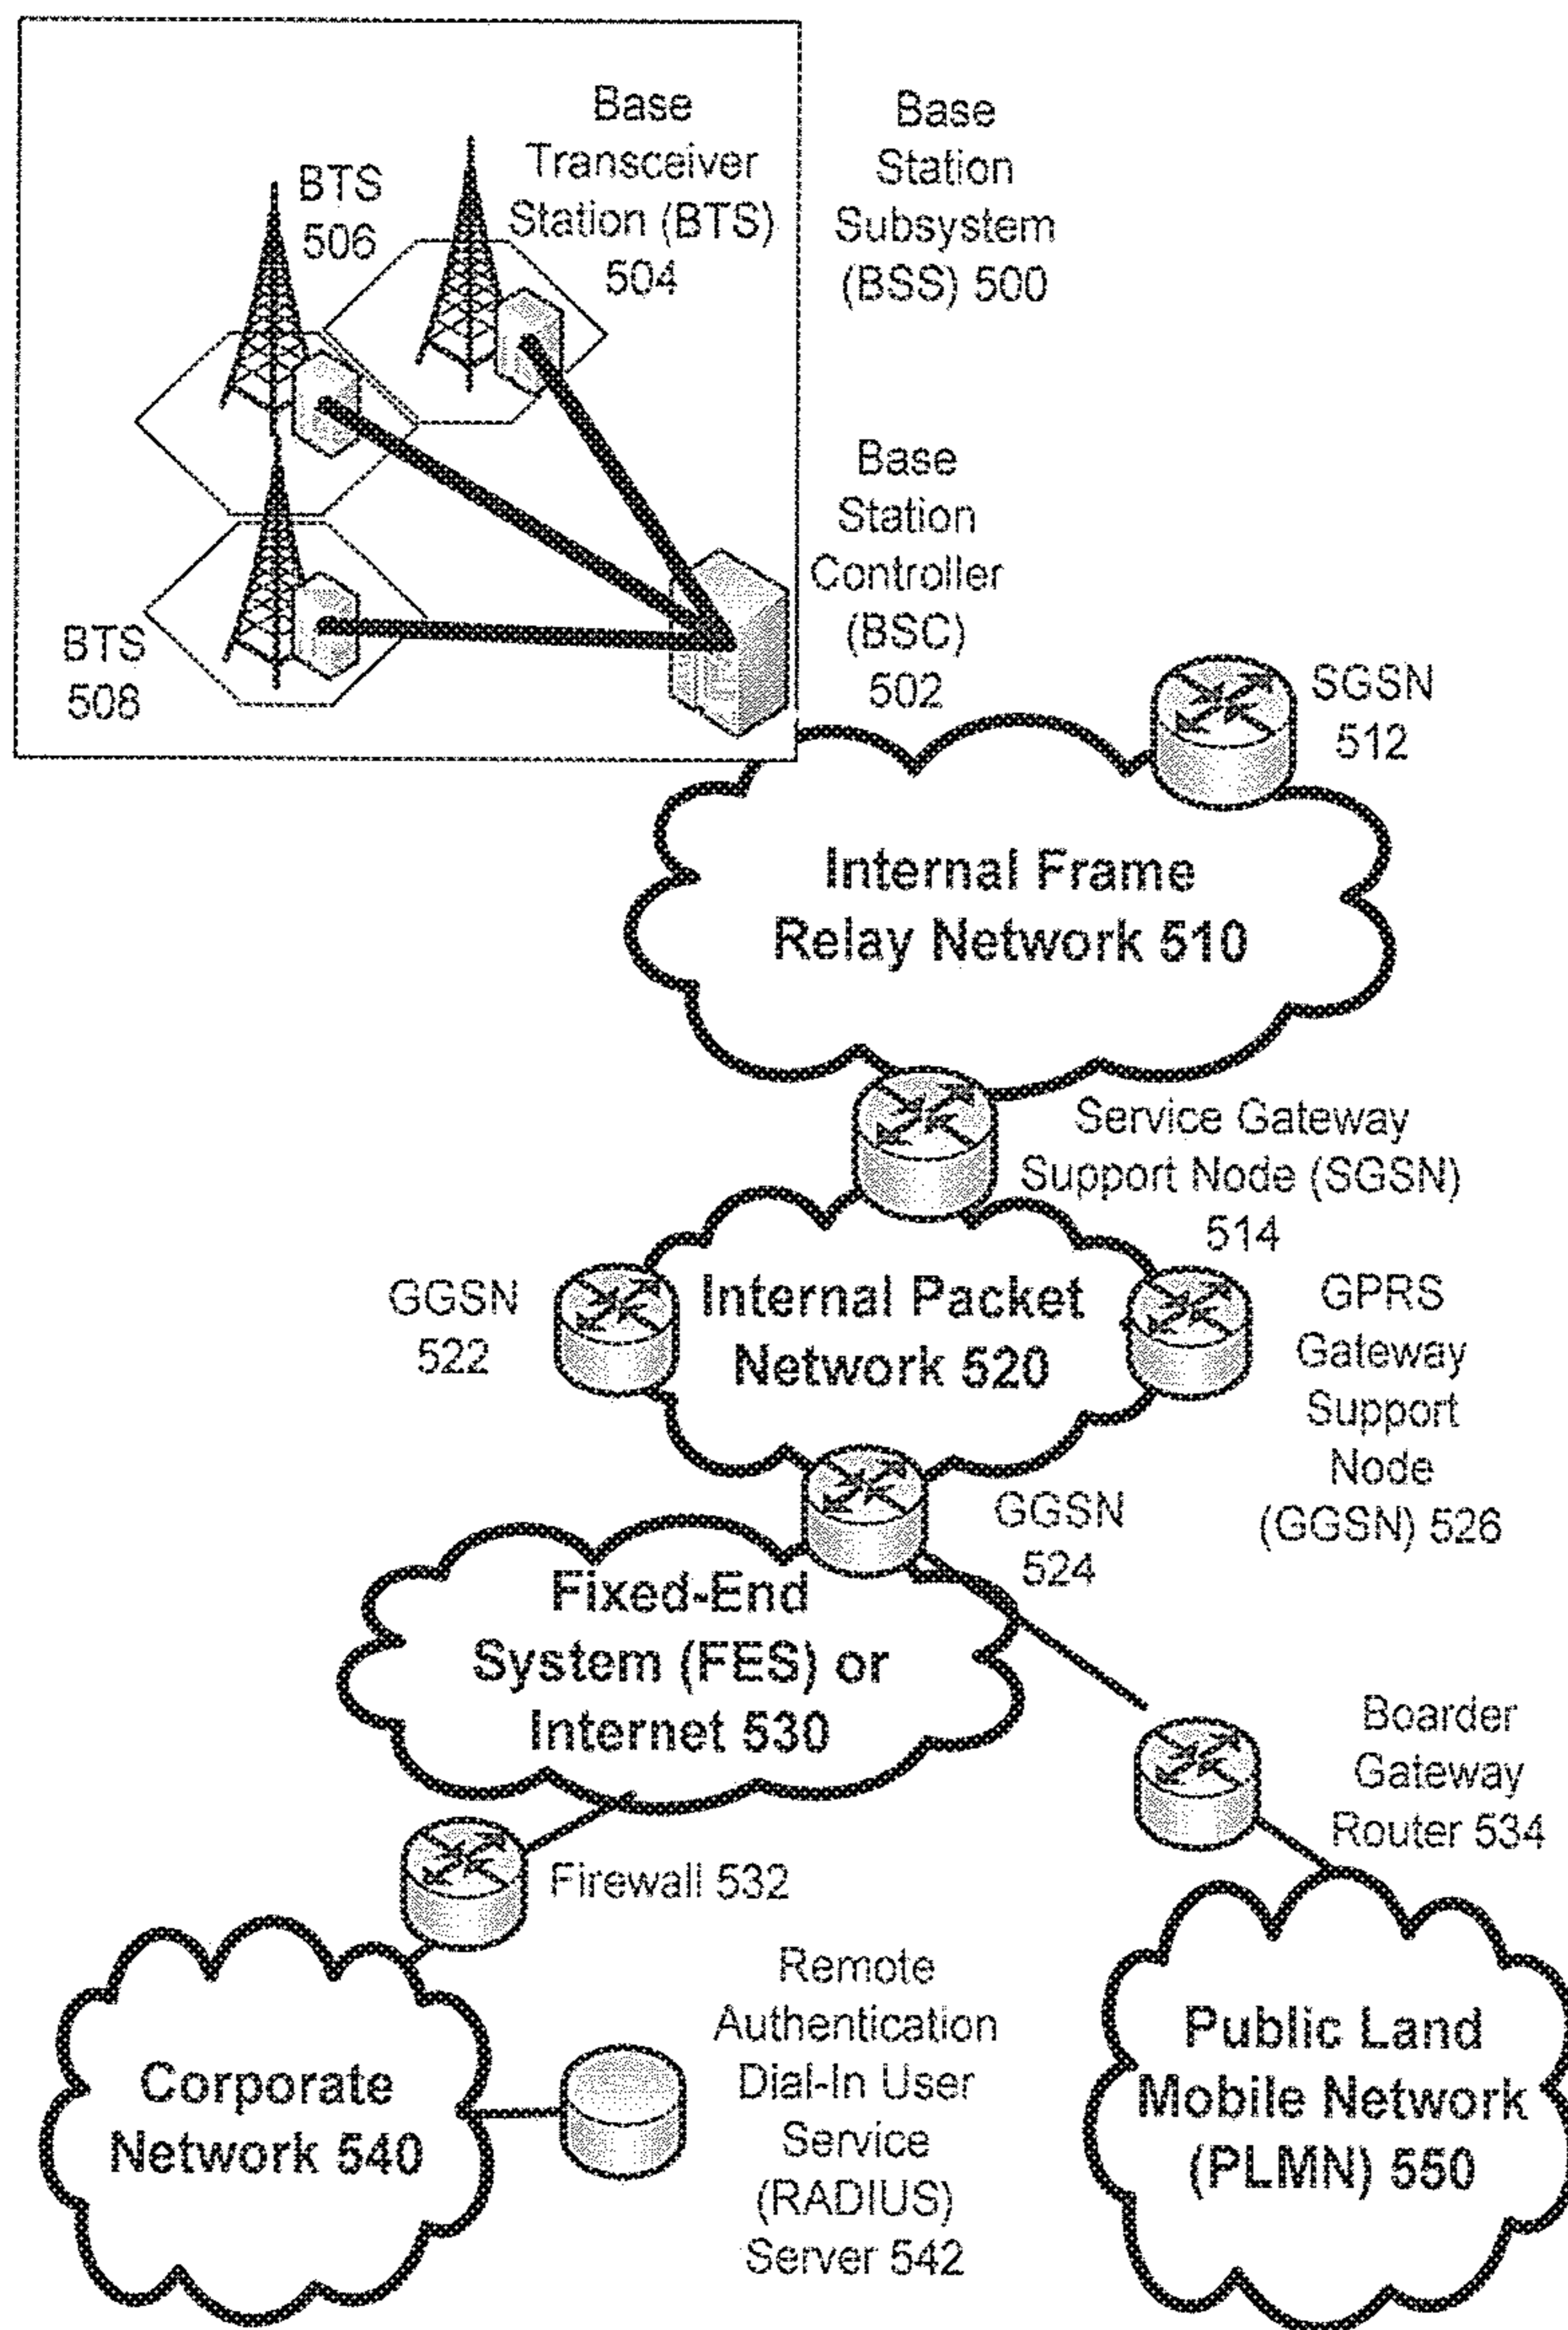 Base
Transceiver
Station (BTS)
504
BTS
506
BTS
508
Base
Station
Subsystem
(BSS) 500
Base
Station
Controller
(BSC)
502
SGSN
512
Internal Frame
Relay Network 510
Service Gateway
Support Node (SGSN)
514
GGSN
522
Internal Packet
Network 520
GPRS
Gateway
Support
Node
(GGSN) 526
GGSN
524
Fixed-End
System (FES) or
Internet 530
Boarder
Gateway
Router 534
Firewall 532
Corporate
Network 540
Remote
Authentication
Dial-In User
Service
(RADIUS)
Server 542
Public Land
Mobile Network
(PLMN) 550